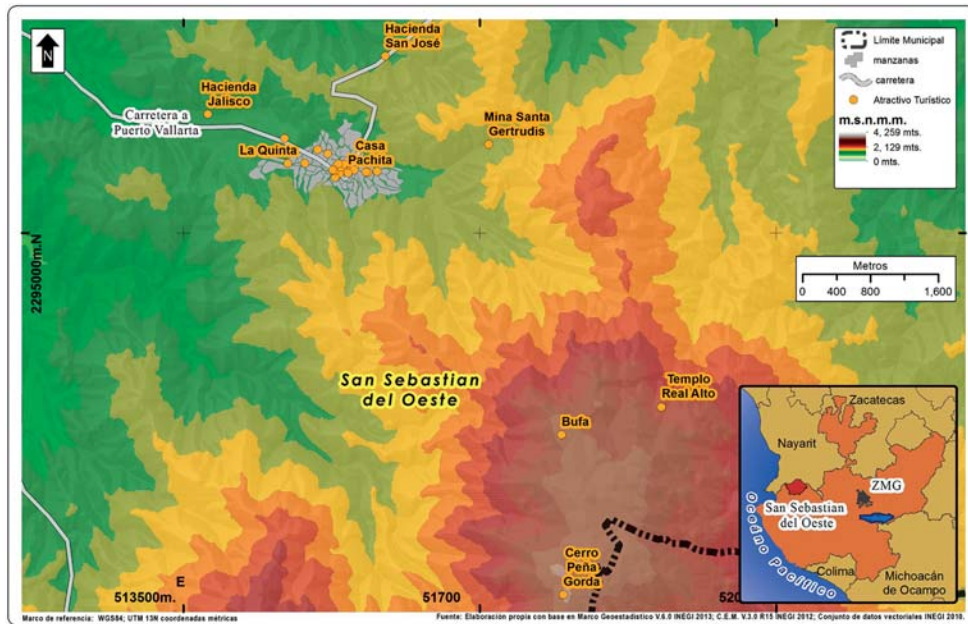 N
Hacienda
San José
Hacienda
Jalisco
Carretera a
Puerto Vallarta
La Quinta
Casa
Pachita
Mina Santa
Gertrudis
Límite Municipal
manzanas
carretera
Atractivo Turístico
m.s.n.m.m.
4, 259 mts.
2, 129 mts.
0 mts.
2295000m.N
Metros
0 400 800 1,600
San Sebastian
del Oeste
Templo
Real Alto
Bufa
Cerro
Peña
Gorda
Zacatecas
Nayarit
ZMG
San Sebastian
del Oeste
Océano Pacífico
Colima
Michoacán
de Ocampo
E
513500m.
51700
Marco de referencia: WGS84; UTM 13N coordenadas métricas
Fuente: Elaboración propia con base en Marco Geoestadístico V.6.0 INEGI 2013; C.E.M. V.3.0 R15 INEGI 2012; Conjunto de datos vectoriales INEGI 2010.